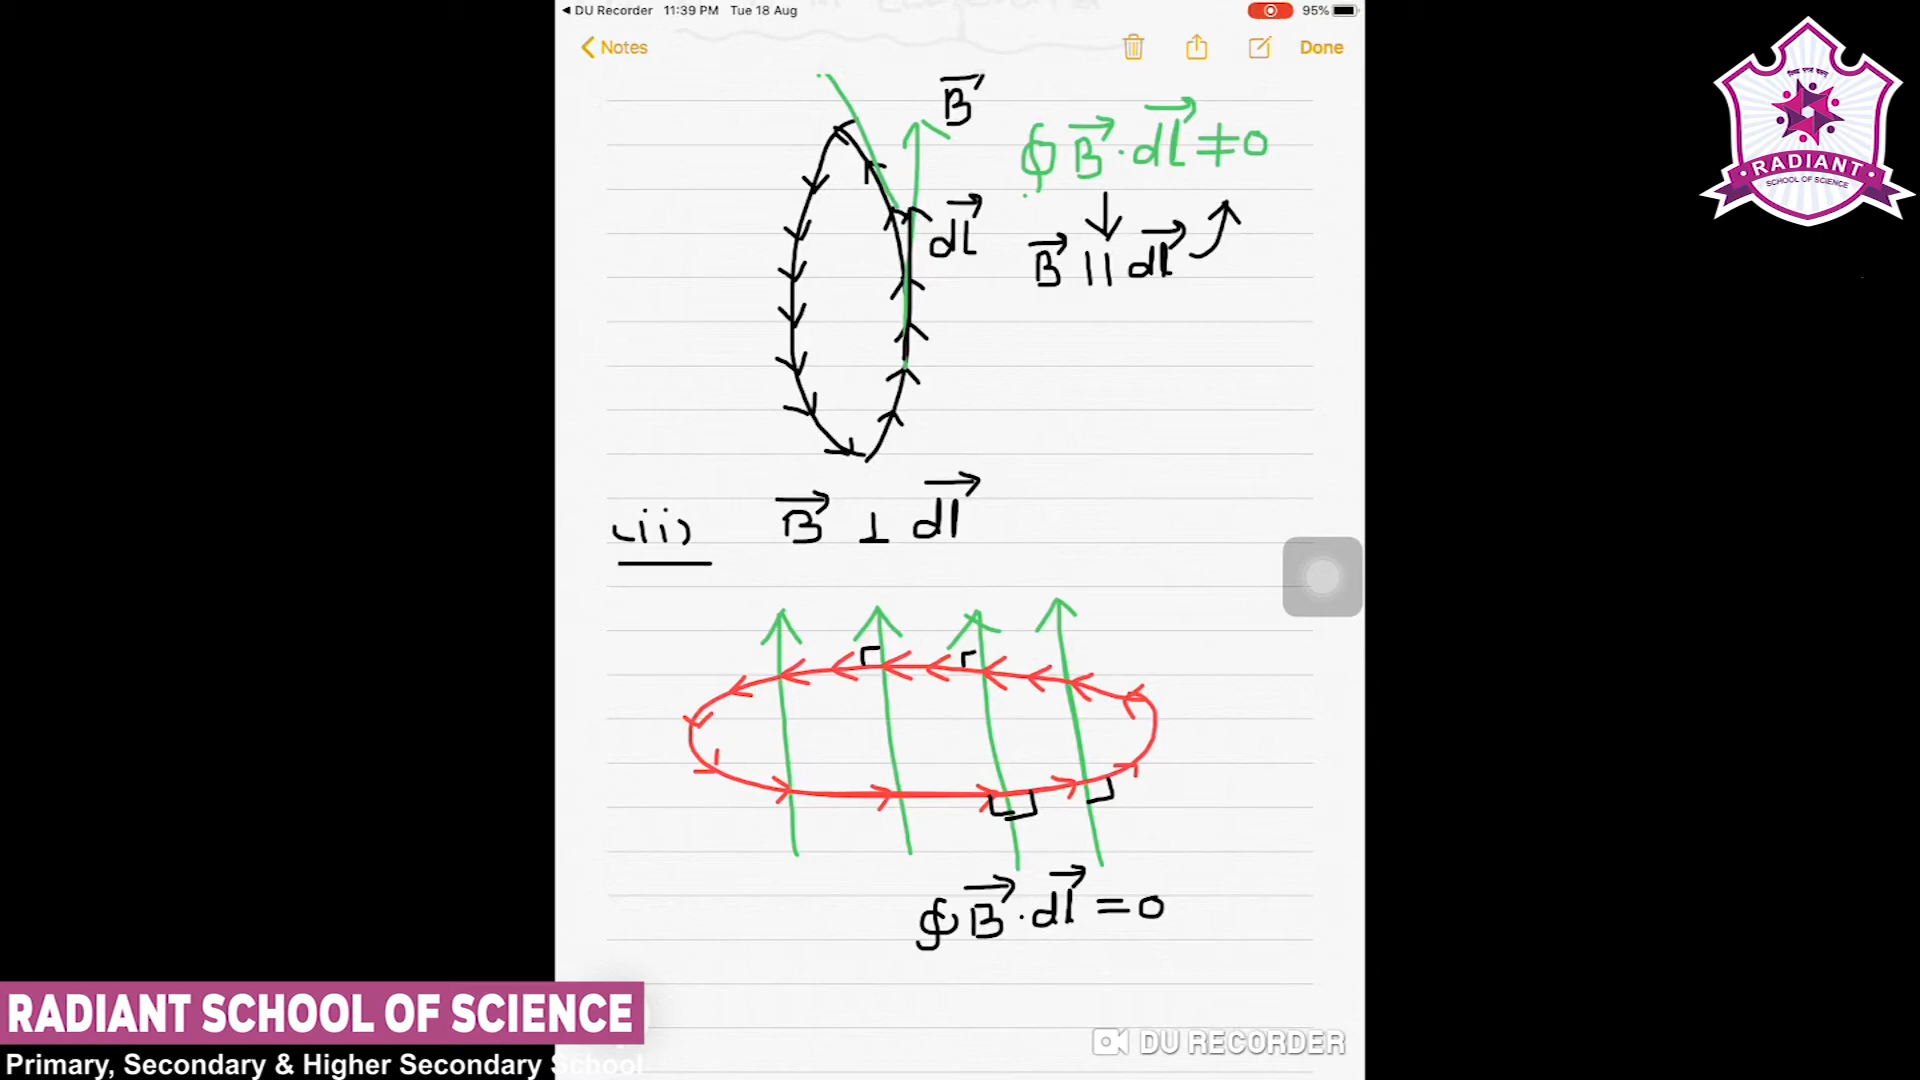 DU Recorder 11:39 PM Tue 18 Aug 95%
Notes Done
B⃗
∮ B⃗ · dl⃗ ≠ 0
dl⃗
B⃗ || dl⃗
(ii) B⃗ ⊥ dl⃗
∮ B⃗ · dl⃗ = 0
RADIANT
SCHOOL OF SCIENCE
RADIANT SCHOOL OF SCIENCE
Primary, Secondary & Higher Secondary School
DU RECORDER